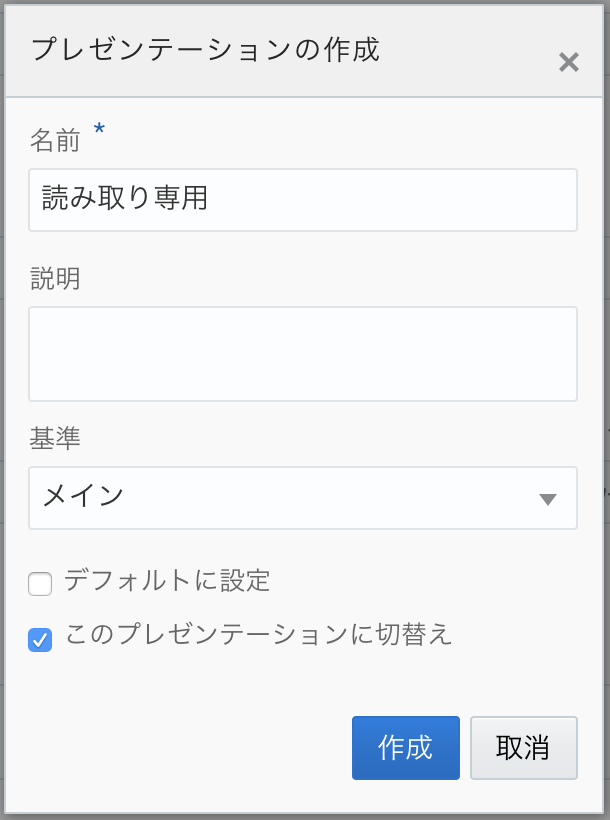 プレゼンテーションの作成
名前 *
読み取り専用
説明
基準
メイン
デフォルトに設定
このプレゼンテーションに切替え
作成 取消